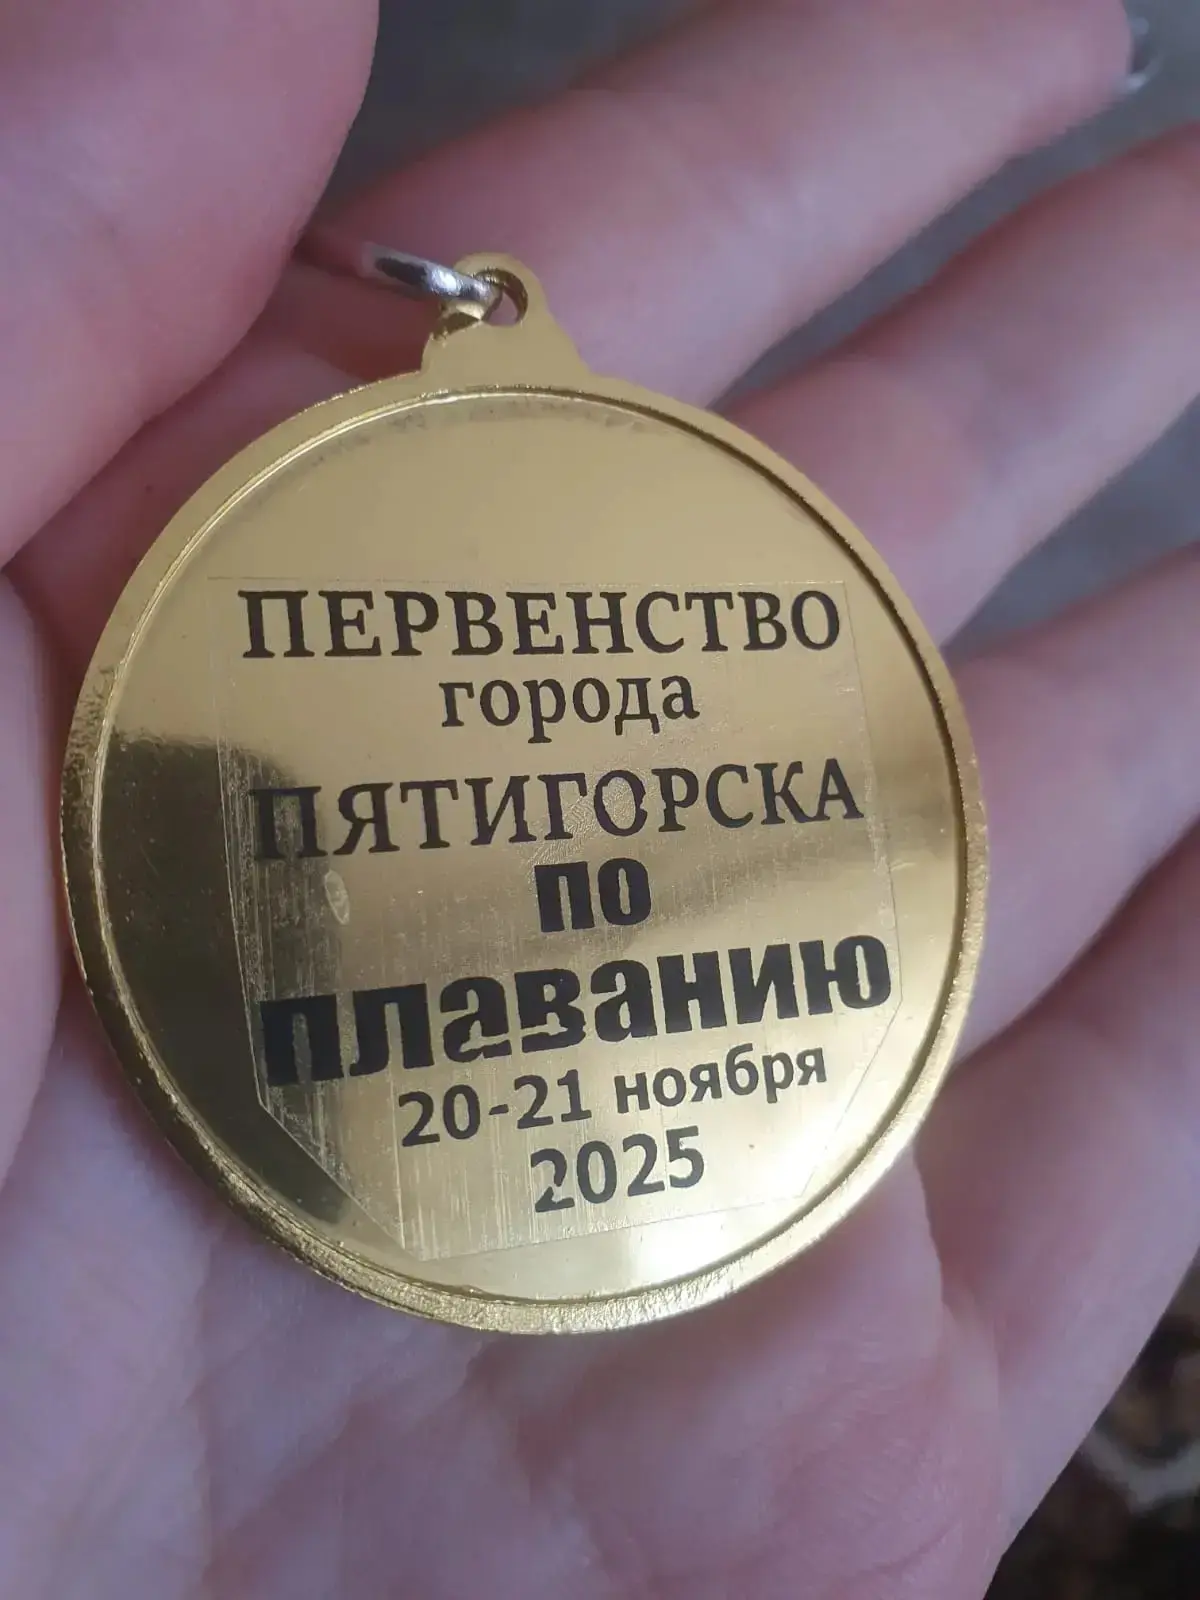 ПЕРВЕНСТВО
города
ПЯТИГОРСКА
по
плаванию
20-21 ноября
2025